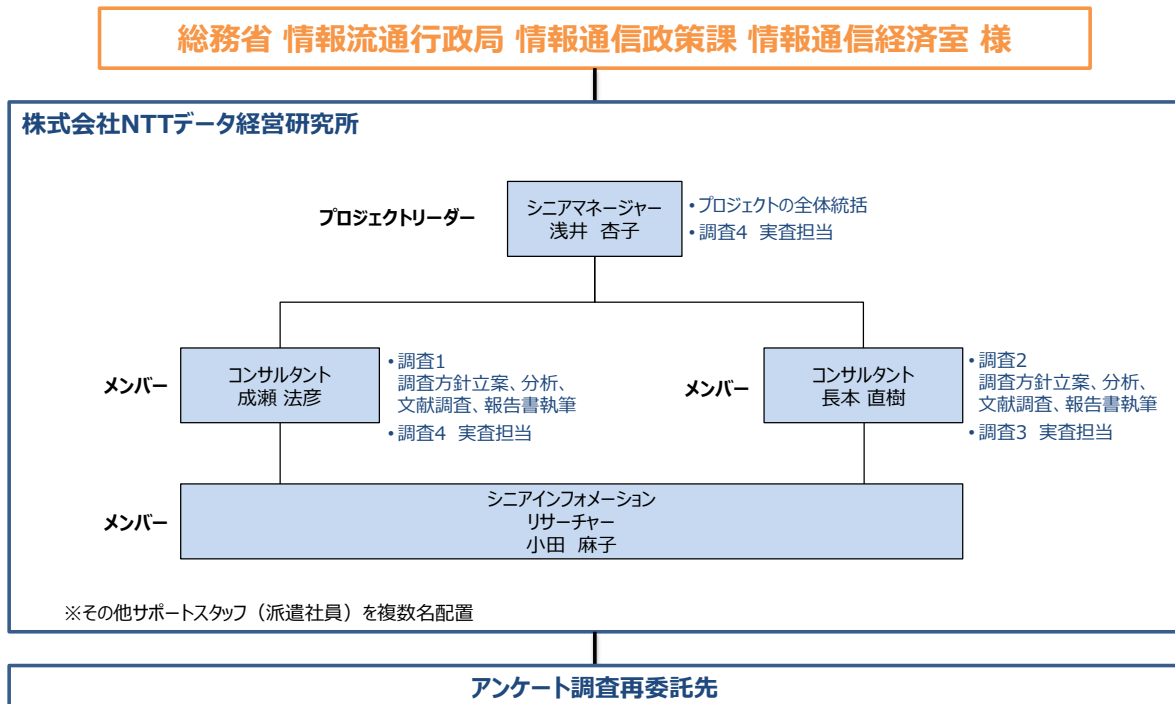 総務省 情報流通行政局 情報通信政策課 情報通信経済室 様
株式会社NTTデータ経営研究所
プロジェクトリーダー
シニアマネージャー
浅井 杏子
・プロジェクトの全体統括
・調査4 実査担当
メンバー
コンサルタント
成瀬 法彦
・調査1
調査方針立案、分析、
文献調査、報告書執筆
・調査4 実査担当
メンバー
コンサルタント
長本 直樹
・調査2
調査方針立案、分析、
文献調査、報告書執筆
・調査3 実査担当
メンバー
シニアインフォメーション
リサーチャー
小田 麻子
※その他サポートスタッフ（派遣社員）を複数名配置
アンケート調査再委託先